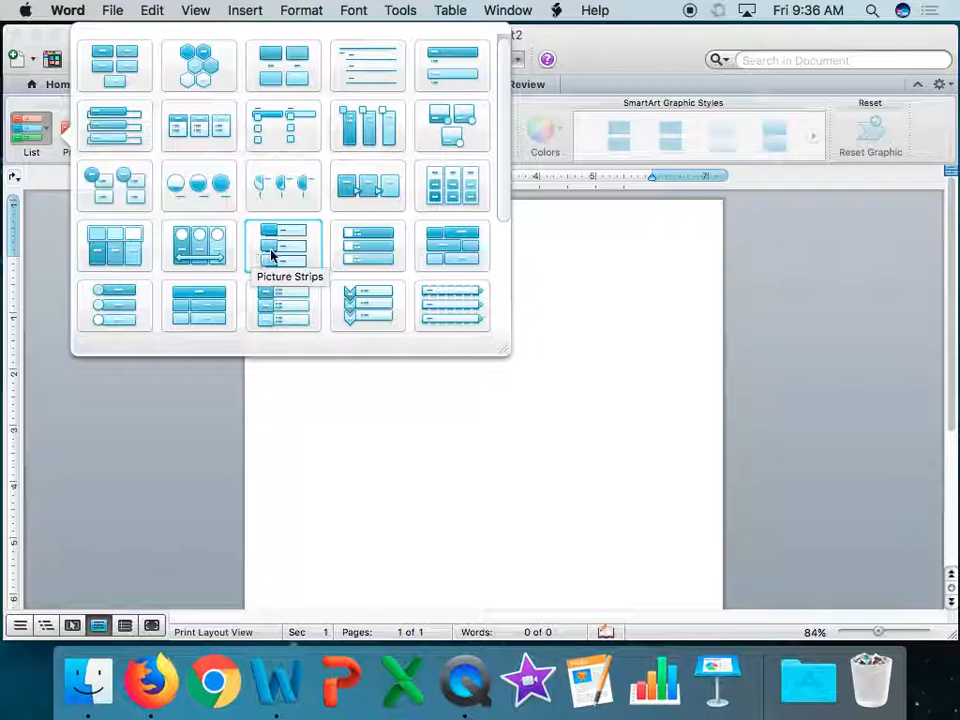 Word File Edit View Insert Format Font Tools Table Window Help Fri 9:36 AM
t2
Search in Document
Hom
Review
SmartArt Graphic Styles
Reset
List
Colors
Reset Graphic
Picture Strips
Print Layout View Sec 1 Pages: 1 of 1 Words: 0 of 0 84%